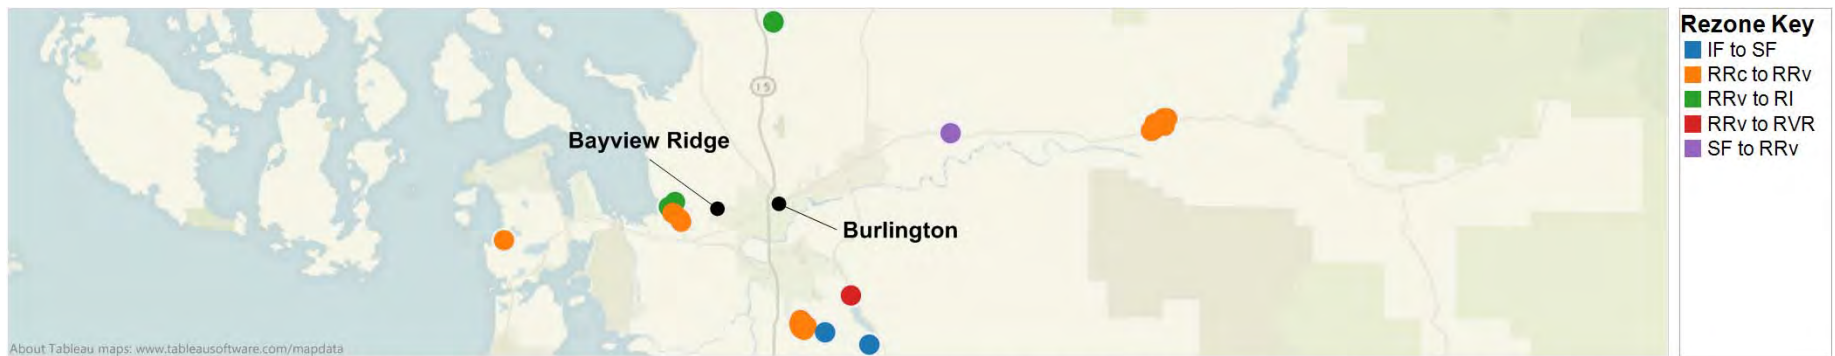 Rezone Key
IF to SF
RRc to RRv
RRv to RI
RRv to RVR
SF to RRv
15
Bayview Ridge
Burlington
About Tableau maps: www.tableausoftware.com/mapdata